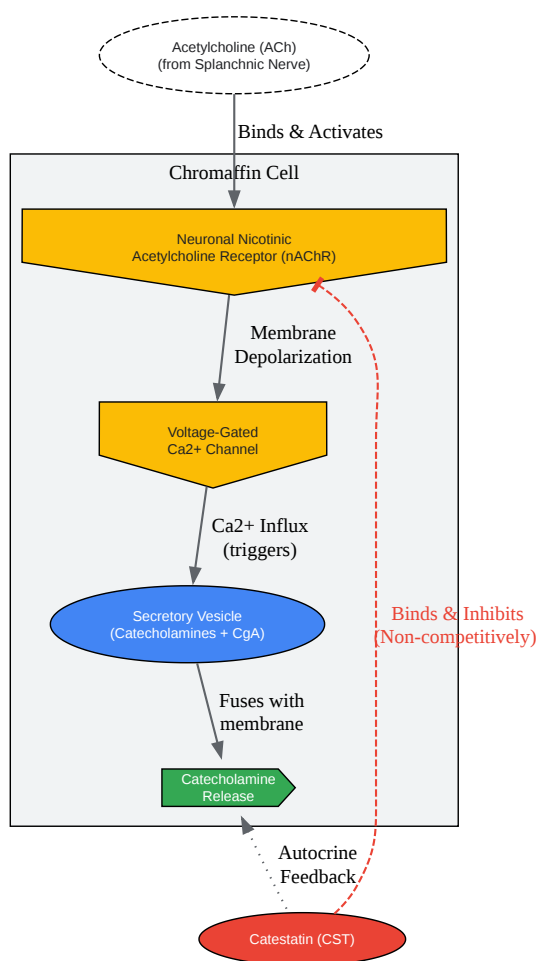 Acetylcholine (ACh)
(from Splanchnic Nerve)
Binds & Activates
Chromaffin Cell
Neuronal Nicotinic
Acetylcholine Receptor (nAChR)
Membrane
Depolarization
Voltage-Gated
Ca2+ Channel
Ca2+ Influx
(triggers)
Secretory Vesicle
(Catecholamines + CgA)
Binds & Inhibits
(Non-competitively)
Fuses with
membrane
Catecholamine
Release
Autocrine
Feedback
Catestatin (CST)